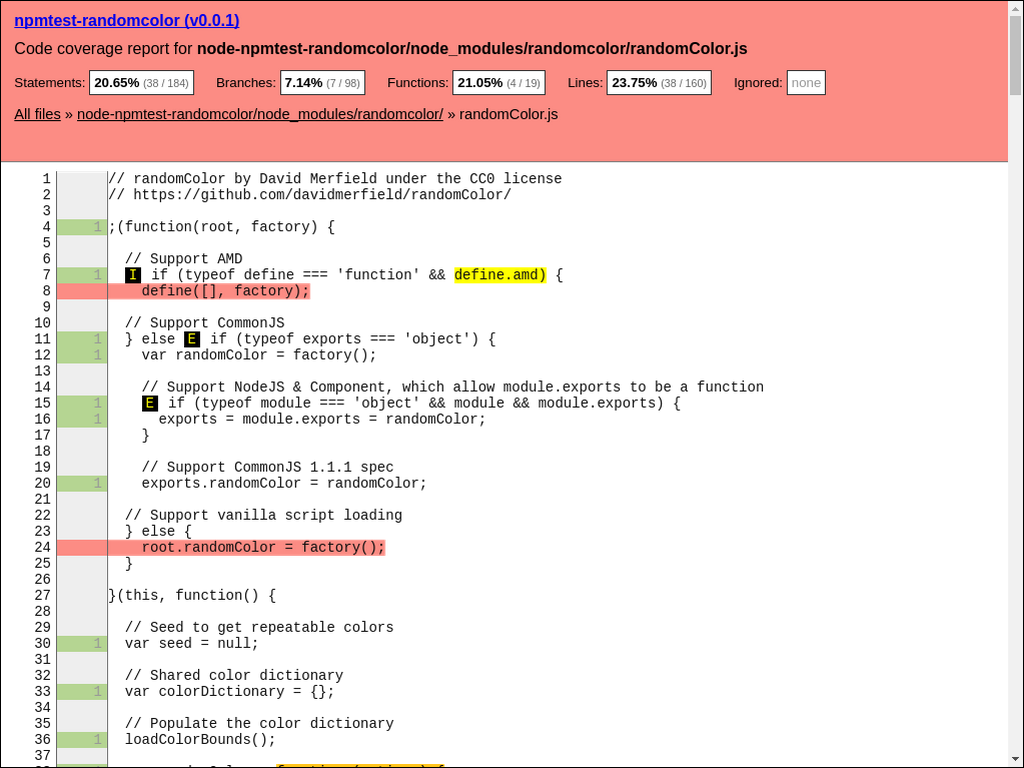 npmtest-randomcolor (v0.0.1)
Code coverage report for node-npmtest-randomcolor/node_modules/randomcolor/randomColor.js
Statements: 20.65% (38 / 184) Branches: 7.14% (7 / 98) Functions: 21.05% (4 / 19) Lines: 23.75% (38 / 160) Ignored: none
All files » node-npmtest-randomcolor/node_modules/randomcolor/ » randomColor.js
1 // randomColor by David Merfield under the CC0 license
2 // https://github.com/davidmerfield/randomColor/
3
4 1 ;(function(root, factory) {
5
6 // Support AMD
7 1 I if (typeof define === 'function' && define.amd) {
8 define([], factory);
9
10 // Support CommonJS
11 1 } else E if (typeof exports === 'object') {
12 1 var randomColor = factory();
13
14 // Support NodeJS & Component, which allow module.exports to be a function
15 1 E if (typeof module === 'object' && module && module.exports) {
16 1 exports = module.exports = randomColor;
17 }
18
19 // Support CommonJS 1.1.1 spec
20 1 exports.randomColor = randomColor;
21
22 // Support vanilla script loading
23 } else {
24 root.randomColor = factory();
25 }
26
27 }(this, function() {
28
29 // Seed to get repeatable colors
30 1 var seed = null;
31
32 // Shared color dictionary
33 1 var colorDictionary = {};
34
35 // Populate the color dictionary
36 1 loadColorBounds();
37